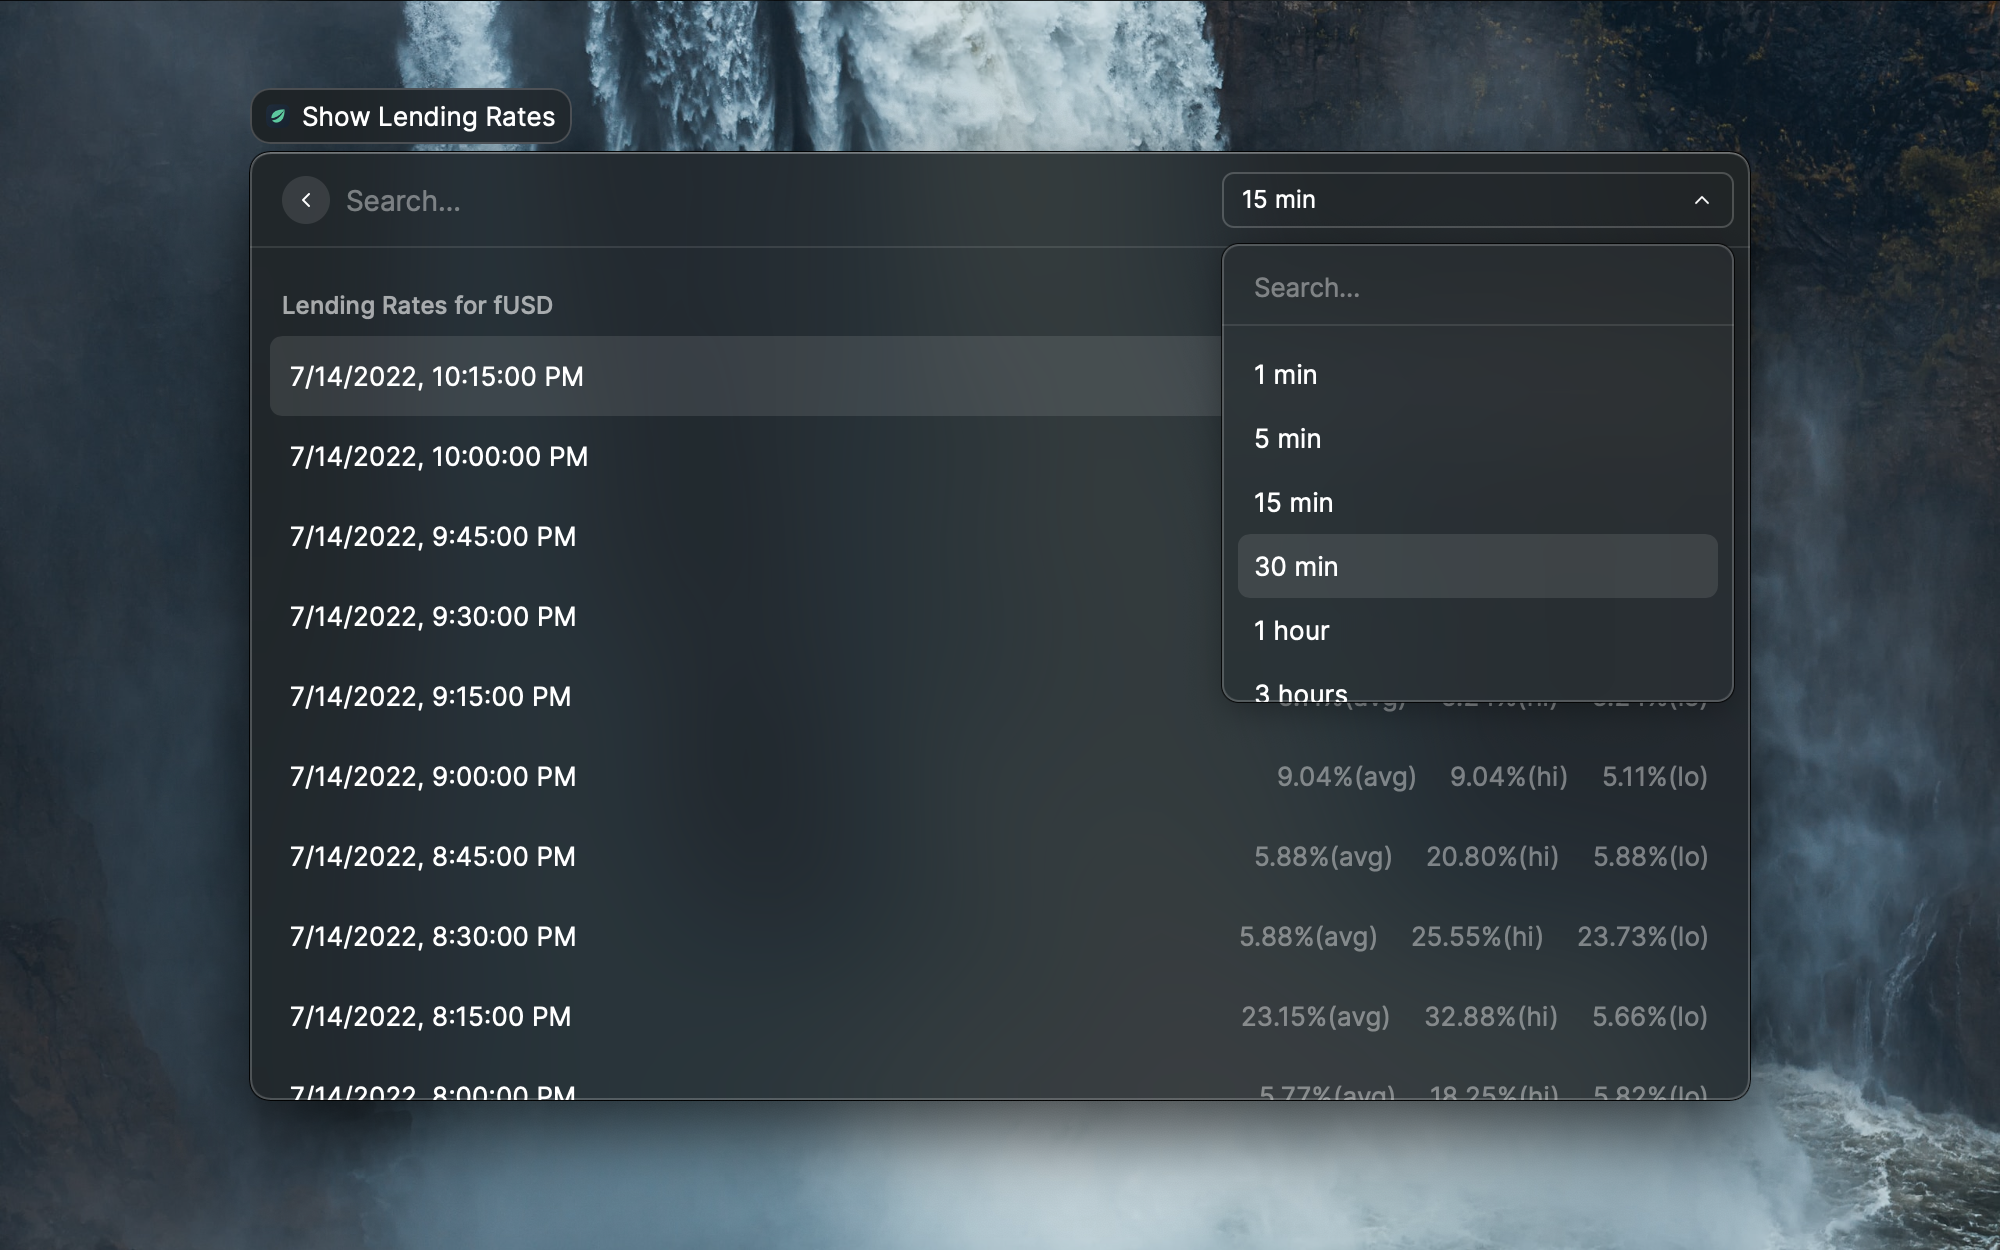 Show Lending Rates
Search...
15 min
Search...
1 min
5 min
15 min
30 min
1 hour
3 hours
Lending Rates for fUSD
7/14/2022, 10:15:00 PM
7/14/2022, 10:00:00 PM
7/14/2022, 9:45:00 PM
7/14/2022, 9:30:00 PM
7/14/2022, 9:15:00 PM
7/14/2022, 9:00:00 PM 9.04%(avg) 9.04%(hi) 5.11%(lo)
7/14/2022, 8:45:00 PM 5.88%(avg) 20.80%(hi) 5.88%(lo)
7/14/2022, 8:30:00 PM 5.88%(avg) 25.55%(hi) 23.73%(lo)
7/14/2022, 8:15:00 PM 23.15%(avg) 32.88%(hi) 5.66%(lo)
7/14/2022, 8:00:00 PM 5.77%(avg) 18.25%(hi) 5.82%(lo)